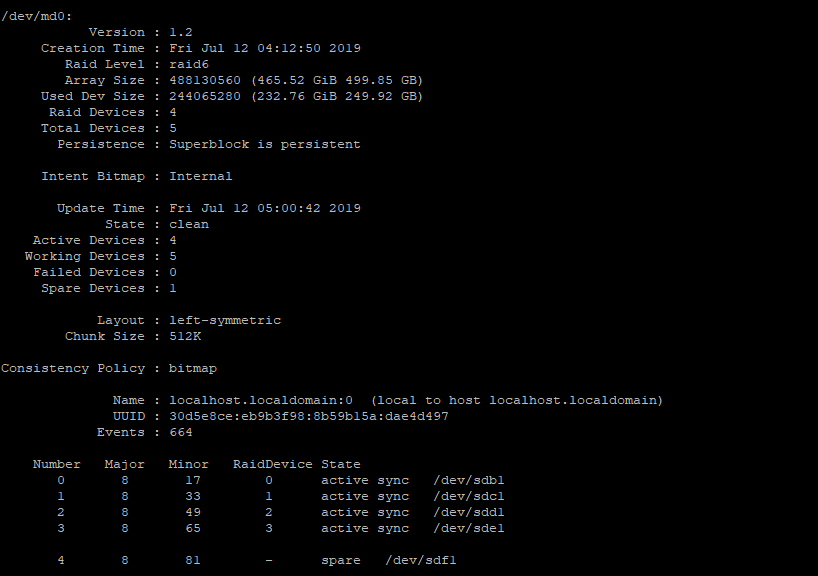 /dev/md0:
Version : 1.2
Creation Time : Fri Jul 12 04:12:50 2019
Raid Level : raid6
Array Size : 488130560 (465.52 GiB 499.85 GB)
Used Dev Size : 244065280 (232.76 GiB 249.92 GB)
Raid Devices : 4
Total Devices : 5
Persistence : Superblock is persistent
Intent Bitmap : Internal
Update Time : Fri Jul 12 05:00:42 2019
State : clean
Active Devices : 4
Working Devices : 5
Failed Devices : 0
Spare Devices : 1
Layout : left-symmetric
Chunk Size : 512K
Consistency Policy : bitmap
Name : localhost.localdomain:0 (local to host localhost.localdomain)
UUID : 30d5e8ce:eb9b3f98:8b59b15a:dae4d497
Events : 664
Number Major Minor RaidDevice State
0 8 17 0 active sync /dev/sdb1
1 8 33 1 active sync /dev/sdc1
2 8 49 2 active sync /dev/sdd1
3 8 65 3 active sync /dev/sde1
4 8 81 - spare /dev/sdf1